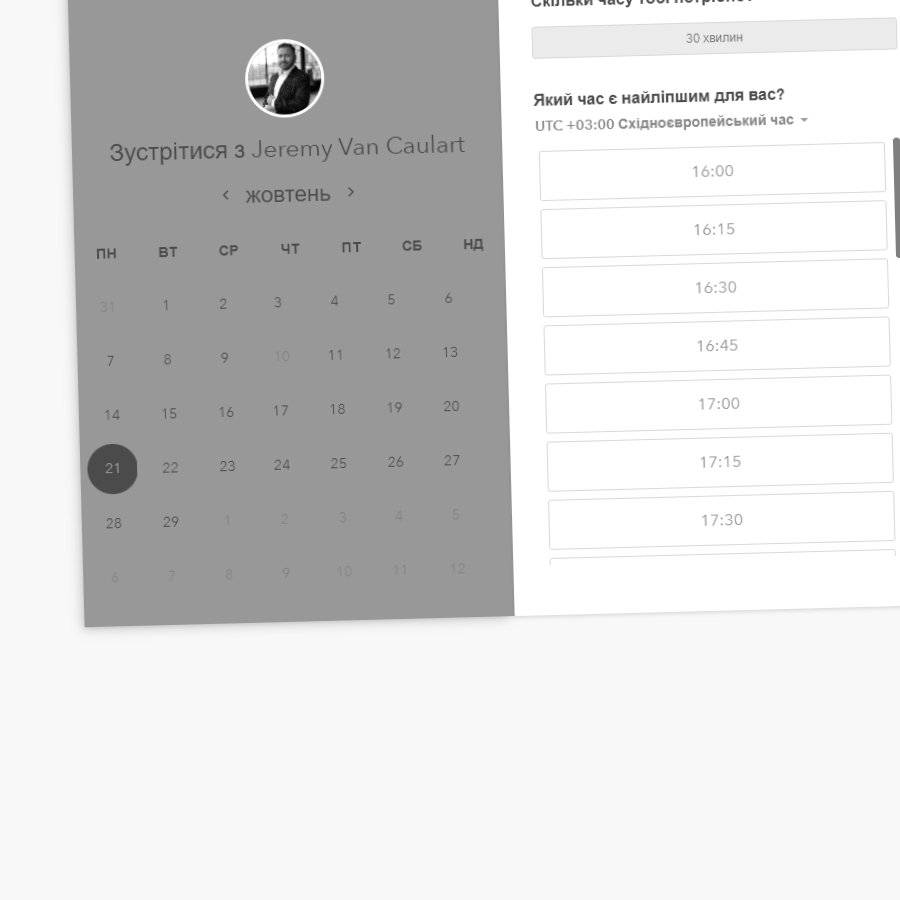 Зустрітися з Jeremy Van Caulart
‹ жовтень ›
ПН ВТ СР ЧТ ПТ СБ НД
31 1 2 3 4 5 6
7 8 9 10 11 12 13
14 15 16 17 18 19 20
21 22 23 24 25 26 27
28 29 1 2 3 4 5
6 7 8 9 10 11 12
30 хвилин
Який час є найліпшим для вас?
UTC +03:00 Східноєвропейський час
16:00
16:15
16:30
16:45
17:00
17:15
17:30